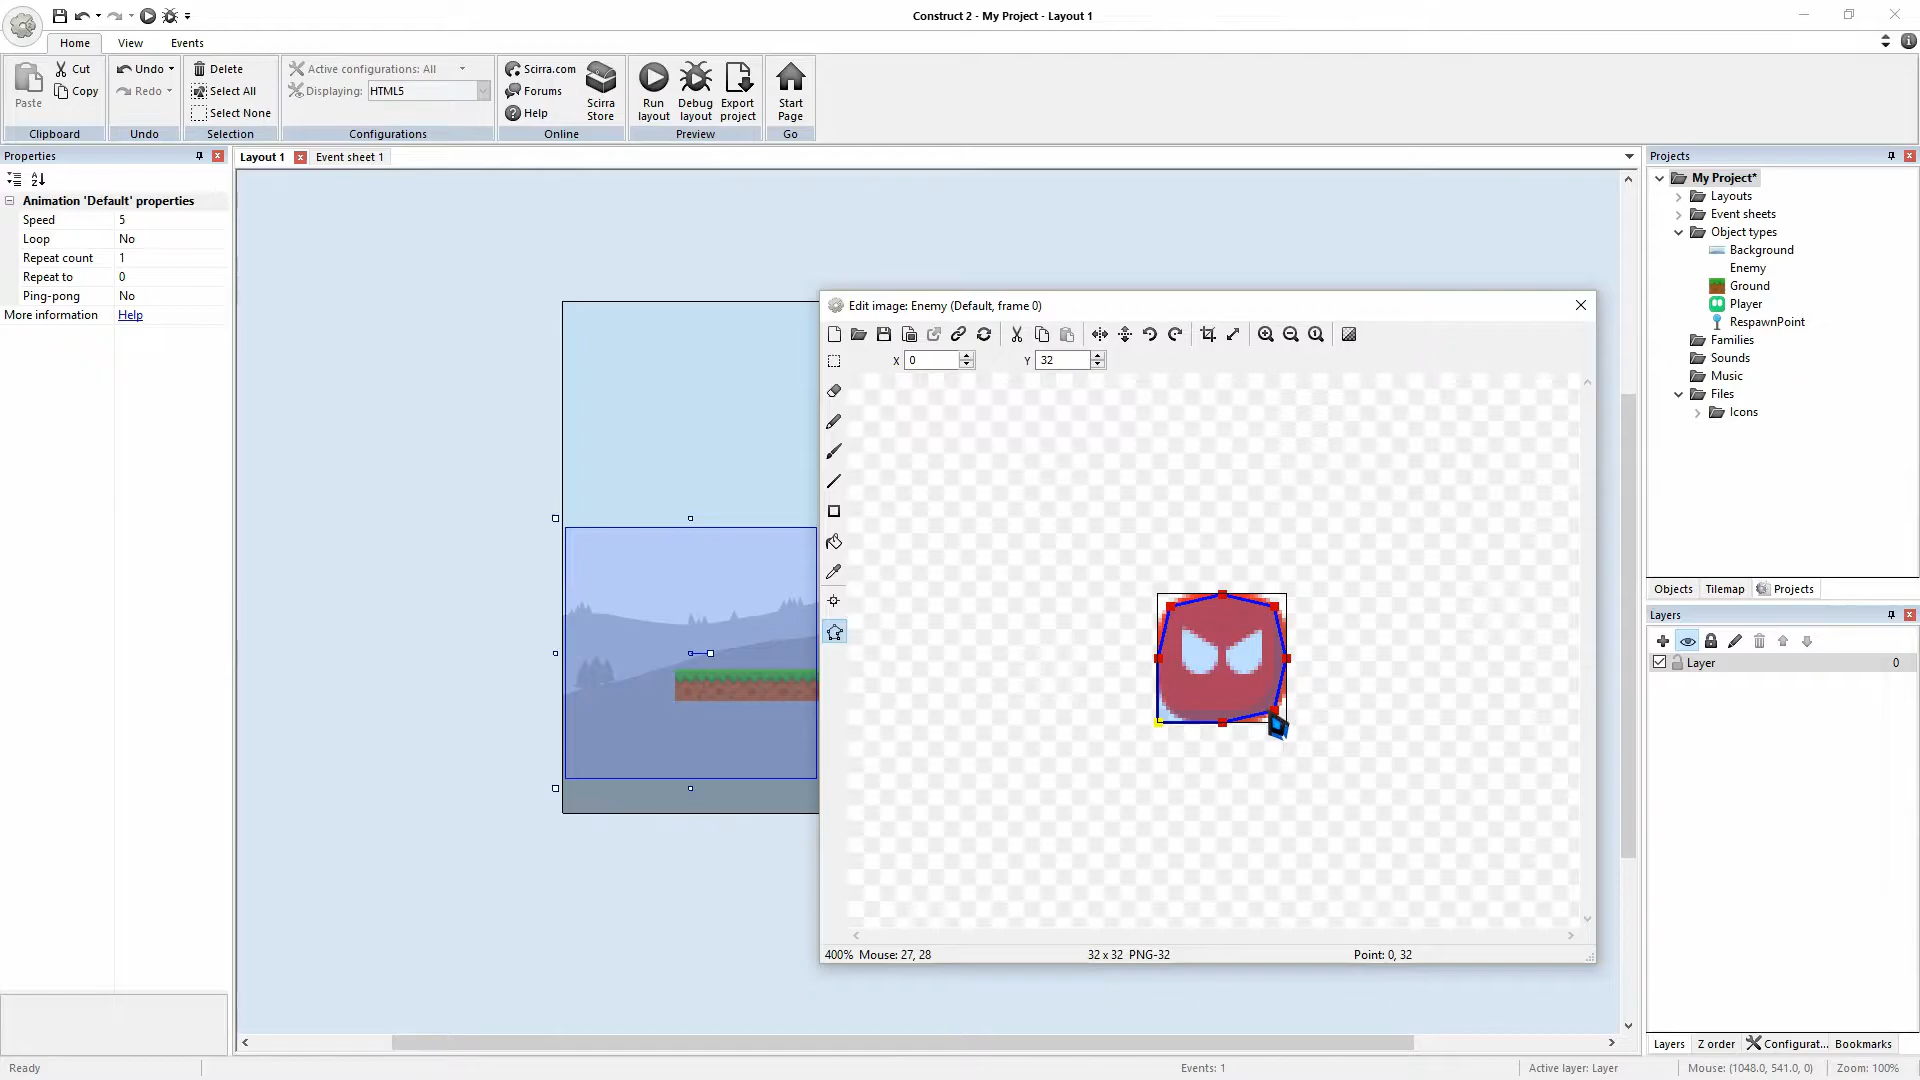 Construct 2 - My Project - Layout 1
Home
View
Events
Paste
Cut
Copy
Clipboard
Undo
Redo
Undo
Delete
Select All
Select None
Selection
Active configurations: All
Displaying: HTML5
Configurations
Scirra.com
Forums
Help
Scirra Store
Online
Run layout
Debug layout
Export project
Preview
Start Page
Go
Properties
Animation 'Default' properties
Speed 5
Loop No
Repeat count 1
Repeat to 0
Ping-pong No
More information Help
Layout 1
Event sheet 1
Edit image: Enemy (Default, frame 0)
X 0
Y 32
400% Mouse: 27, 28
32 x 32 PNG-32
Point: 0, 32
Projects
My Project*
Layouts
Event sheets
Object types
Background
Enemy
Ground
Player
RespawnPoint
Families
Sounds
Music
Files
Icons
Objects
Tilemap
Projects
Layers
Layer 0
Layers
Z order
Configurat...
Bookmarks
Ready
Events: 1
Active layer: Layer
Mouse: (1048.0, 541.0, 0)
Zoom: 100%